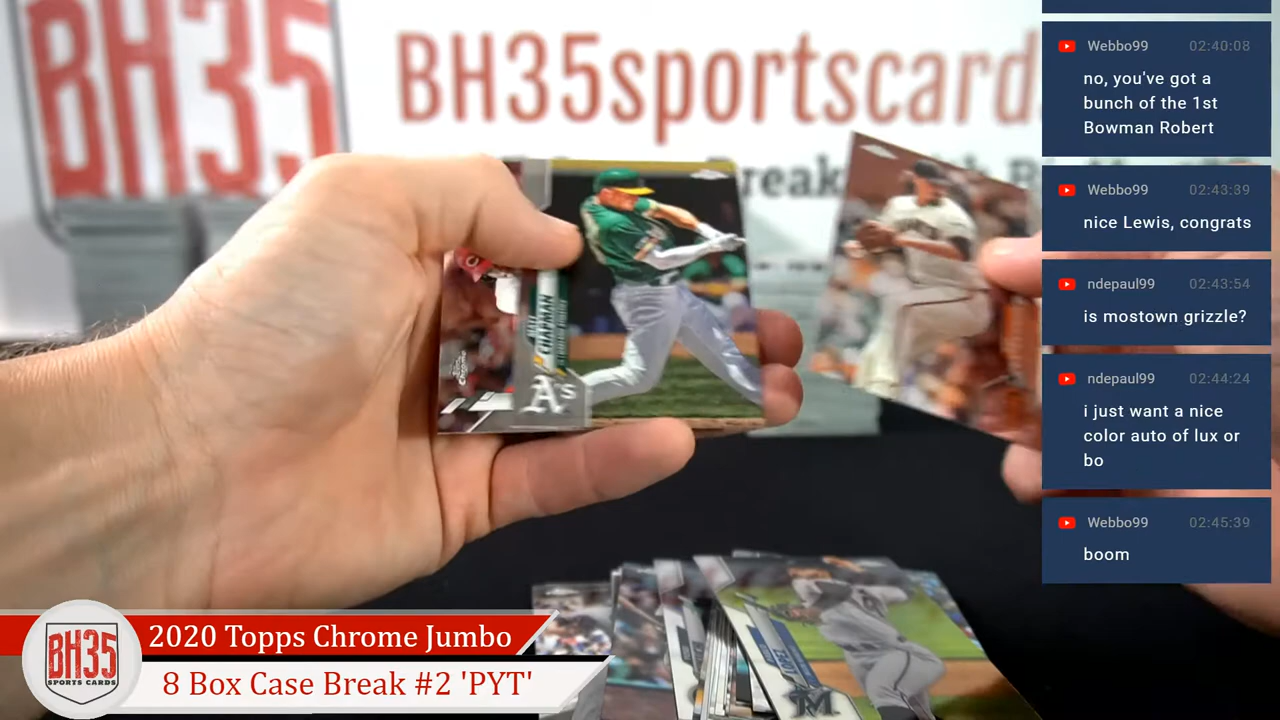 BH35
BH35sportscard
reak
CHAPMAN
A's
LOPEZ
M
Webbo99 02:40:08
no, you've got a
bunch of the 1st
Bowman Robert
Webbo99 02:43:39
nice Lewis, congrats
ndepaul99 02:43:54
is mostown grizzle?
ndepaul99 02:44:24
i just want a nice
color auto of lux or
bo
Webbo99 02:45:39
boom
BH35
SPORTS CARDS
2020 Topps Chrome Jumbo
8 Box Case Break #2 'PYT'